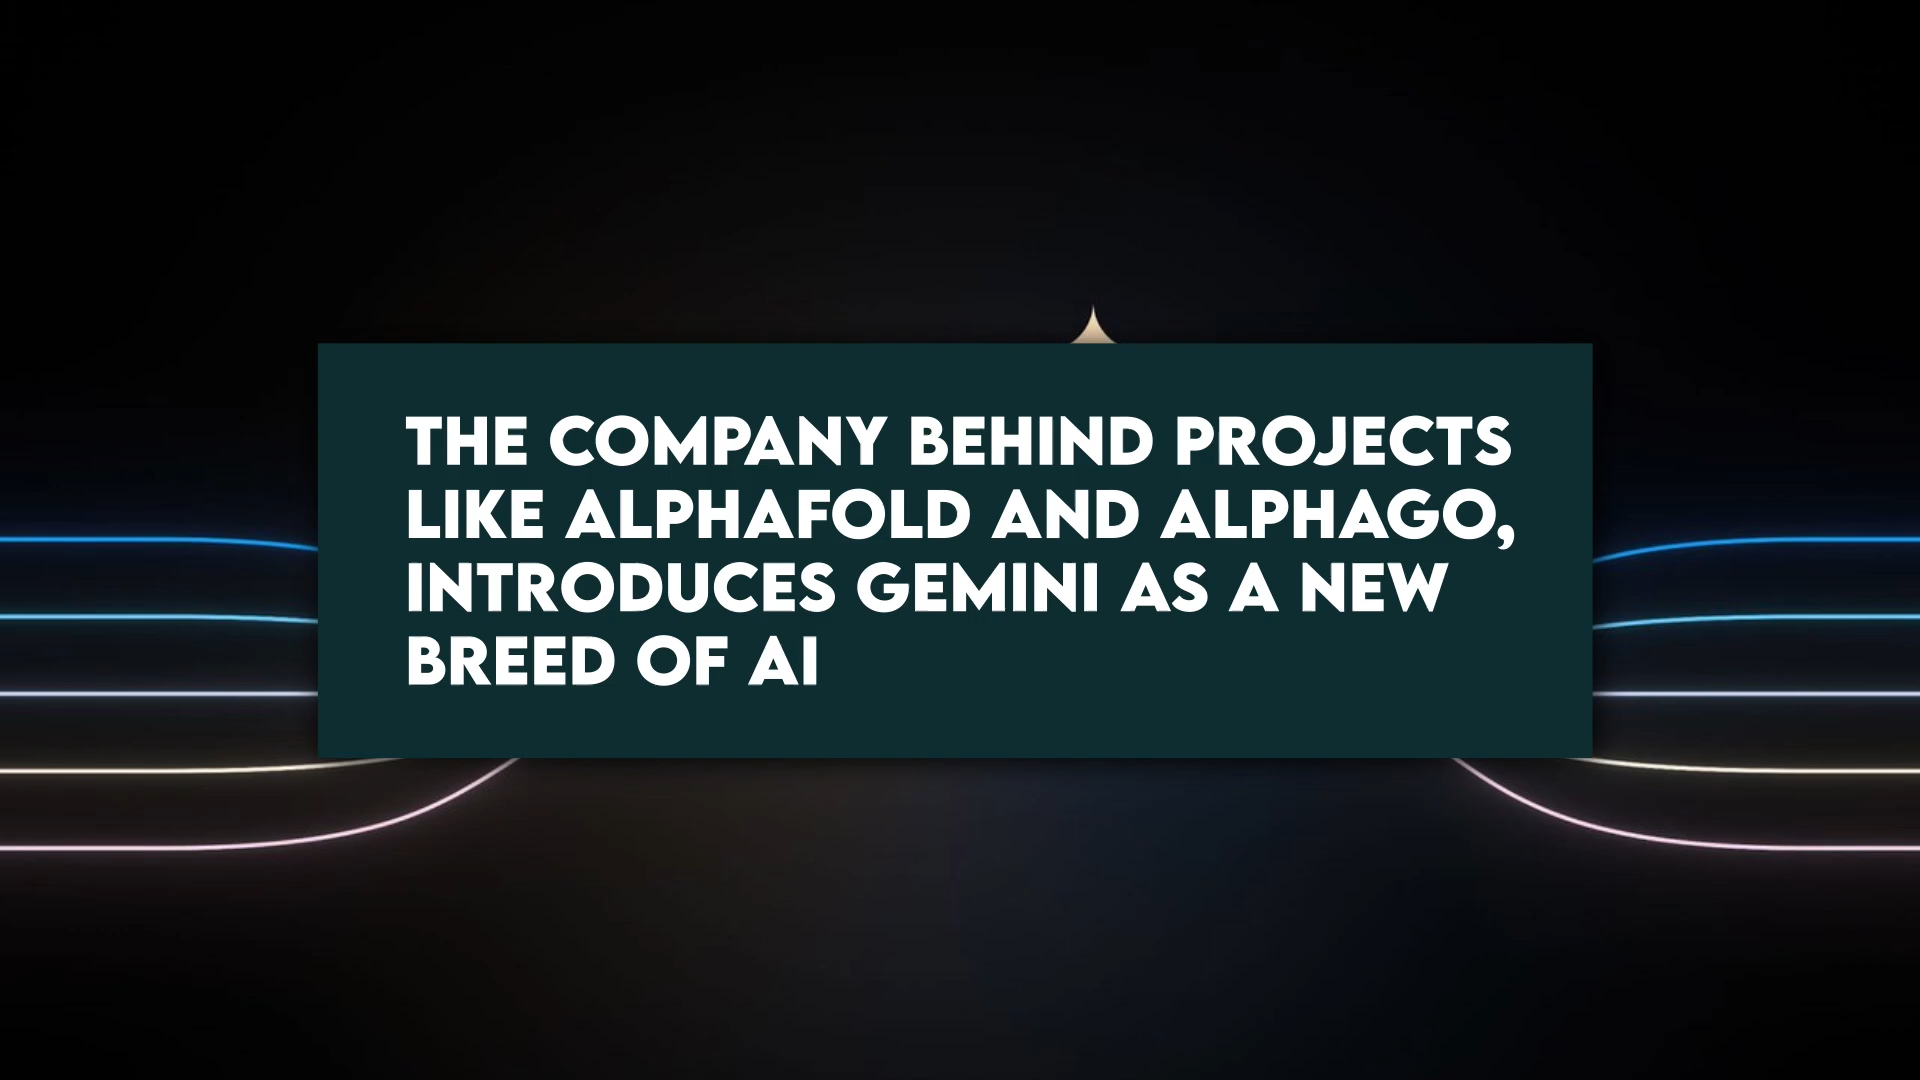 THE COMPANY BEHIND PROJECTS
LIKE ALPHAFOLD AND ALPHAGO,
INTRODUCES GEMINI AS A NEW
BREED OF AI